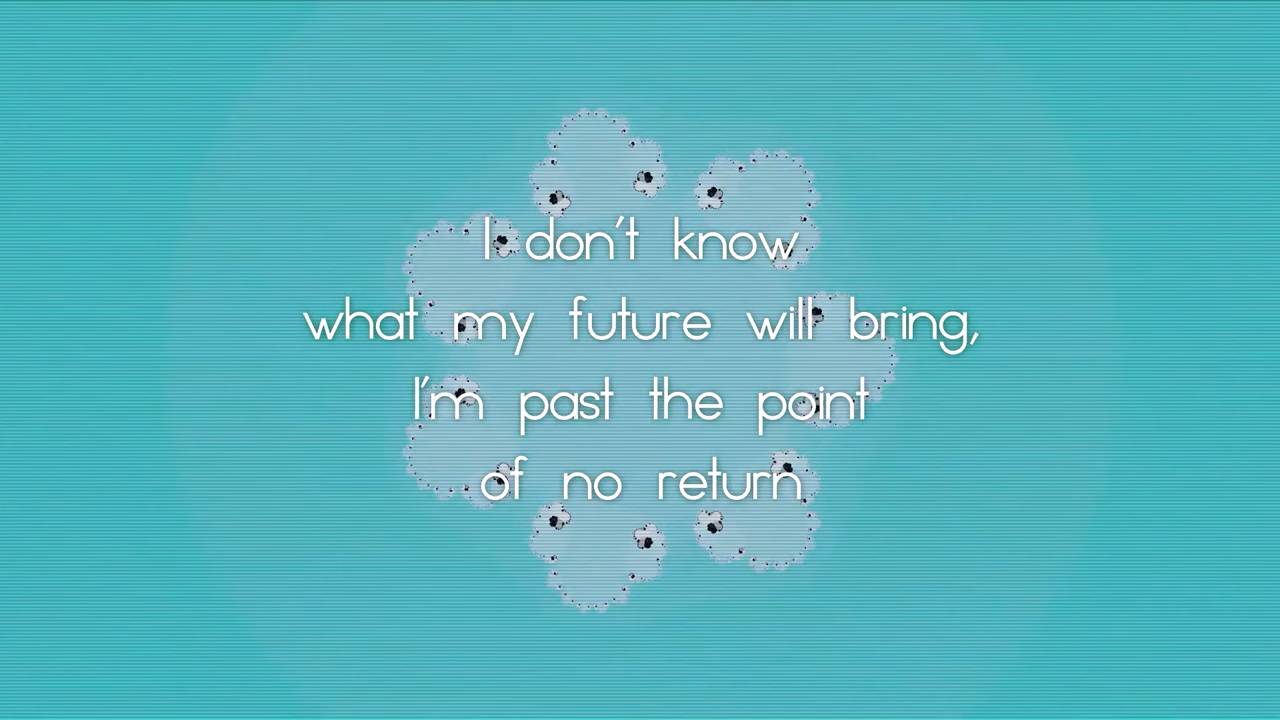 I don't know
what my future will bring,
I'm past the point
of no return